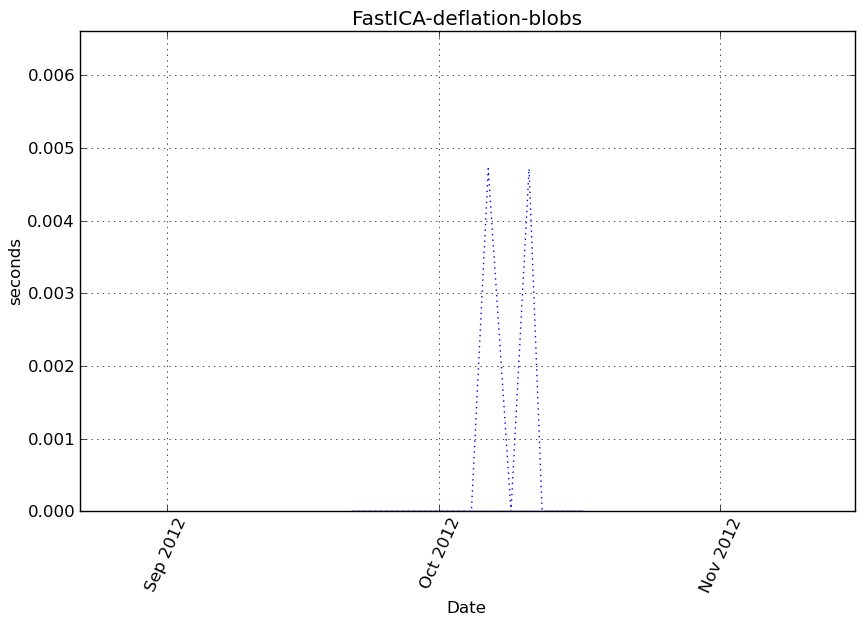 FastICA-deflation-blobs
0.006
0.005
0.004
0.003
0.002
0.001
0.000
seconds
Sep 2012
Oct 2012
Nov 2012
Date